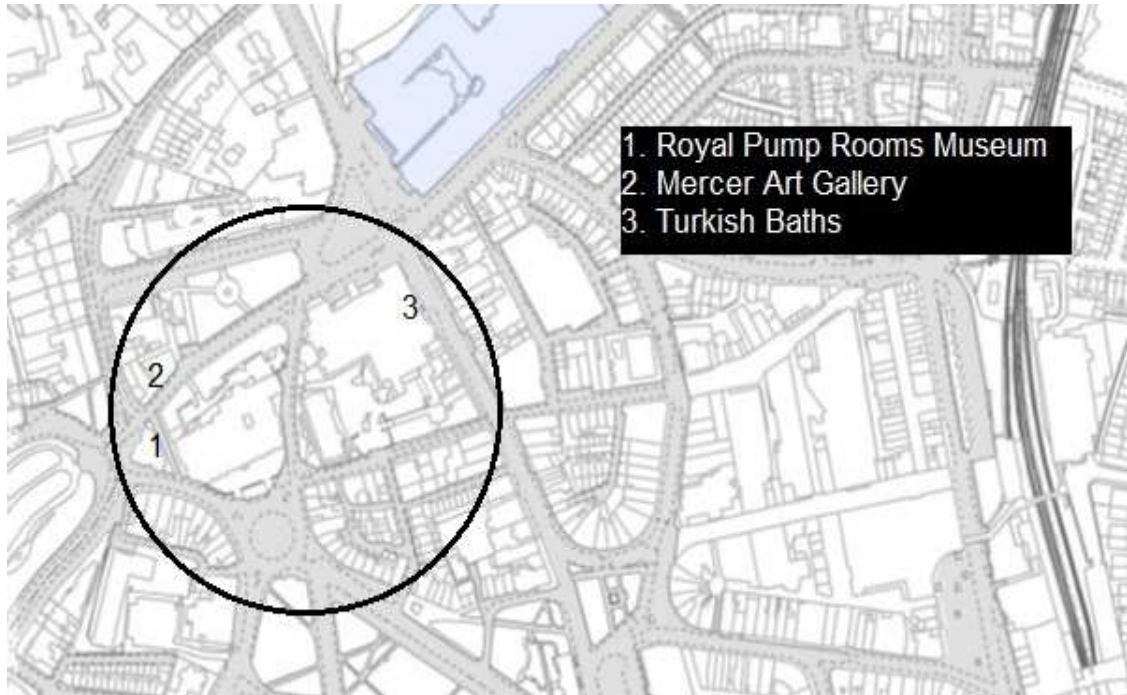 1. Royal Pump Rooms Museum
2. Mercer Art Gallery
3. Turkish Baths
3
2
1